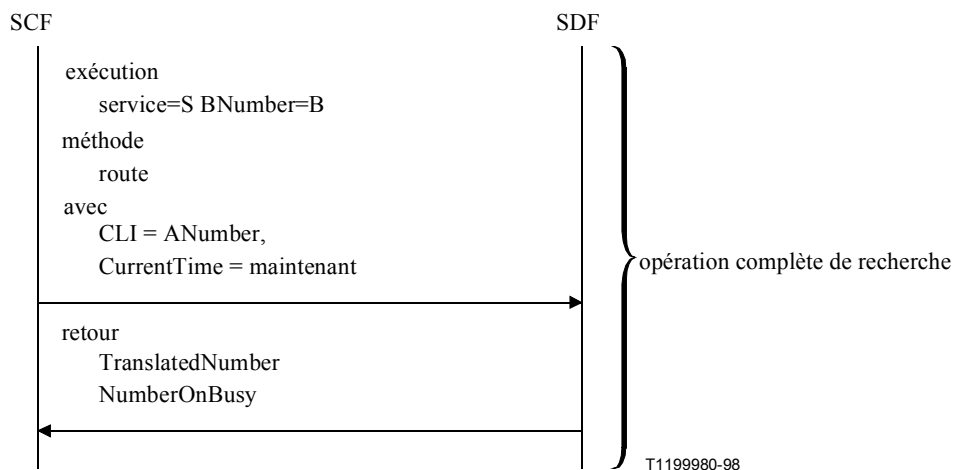 SCF
SDF
exécution
service=S BNumber=B
méthode
route
avec
CLI = ANumber,
CurrentTime = maintenant
opération complète de recherche
retour
TranslatedNumber
NumberOnBusy
T1199980-98